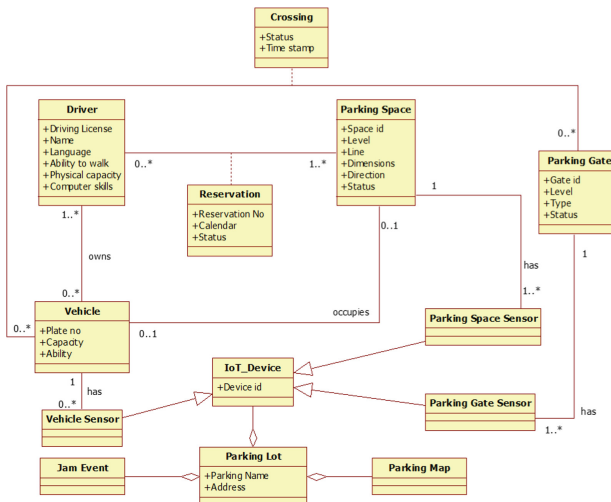 Crossing
+Status
+Time stamp
Driver
+Driving License
+Name
+Language
+Ability to walk
+Physical capacity
+Computer skills
0..*
1..*
Parking Space
+Space id
+Level
+Line
+Dimensions
+Direction
+Status
0..*
Parking Gate
+Gate id
+Level
+Type
+Status
Reservation
+Reservation No
+Calendar
+Status
1
1..*
0..1
1
owns
has
0..*
1..*
0..*
Vehicle
+Plate no
+Capacity
+Ability
occupies
0..1
Parking Space Sensor
1
has
0..*
IoT_Device
+Device id
Vehicle Sensor
Parking Gate Sensor
has
1..*
Jam Event
Parking Lot
+Parking Name
+Address
Parking Map